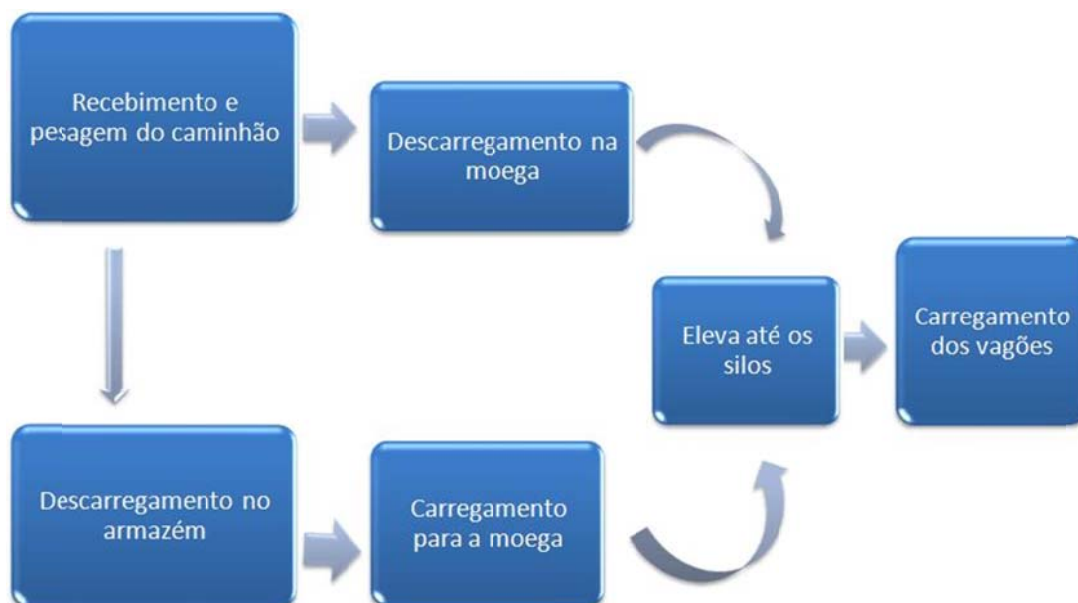 Recebimento e
pesagem do caminhão
Descarregamento na
moega
Eleva até os
silos
Carregamento
dos vagões
Descarregamento no
armazém
Carregamento
para a moega